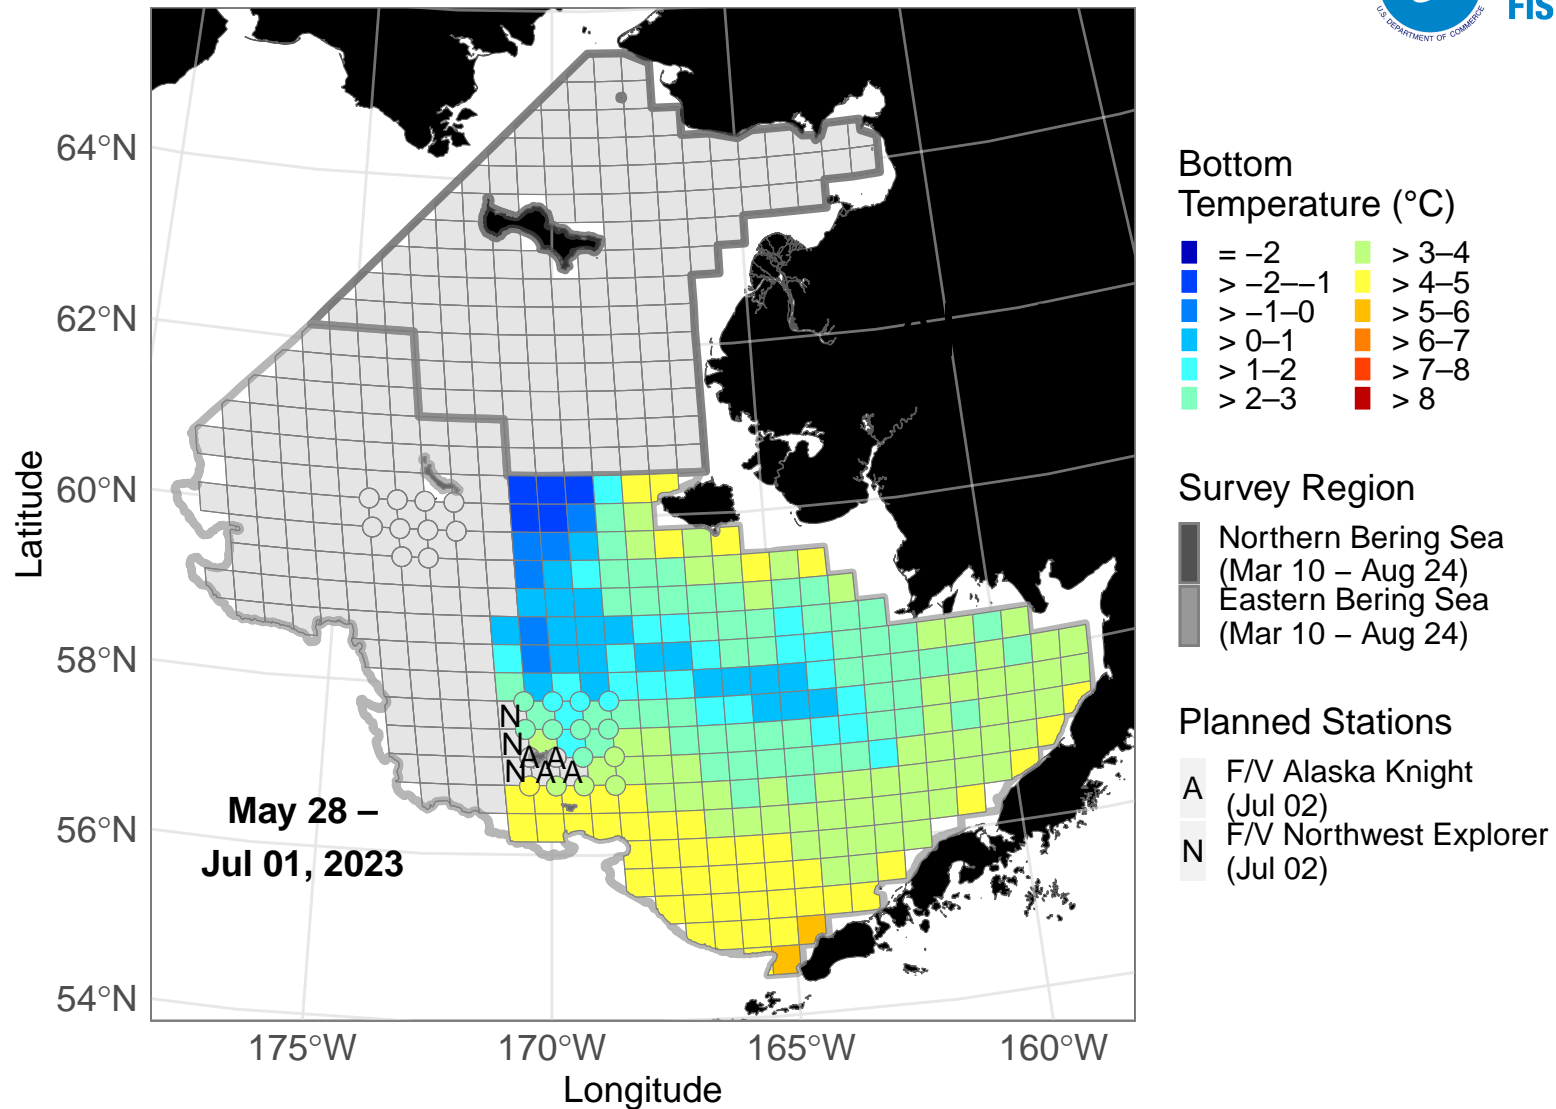 U.S. DEPARTMENT OF COMMERCE
FIS
64°N
62°N
60°N
58°N
56°N
54°N
Latitude
175°W
170°W
165°W
160°W
Longitude
N
N
A A
N A A
May 28 –
Jul 01, 2023
Bottom
Temperature (°C)
= −2
> −2−−1
> −1−0
> 0−1
> 1−2
> 2−3
> 3−4
> 4−5
> 5−6
> 6−7
> 7−8
> 8
Survey Region
Northern Bering Sea
(Mar 10 − Aug 24)
Eastern Bering Sea
(Mar 10 − Aug 24)
Planned Stations
A F/V Alaska Knight
(Jul 02)
N F/V Northwest Explorer
(Jul 02)